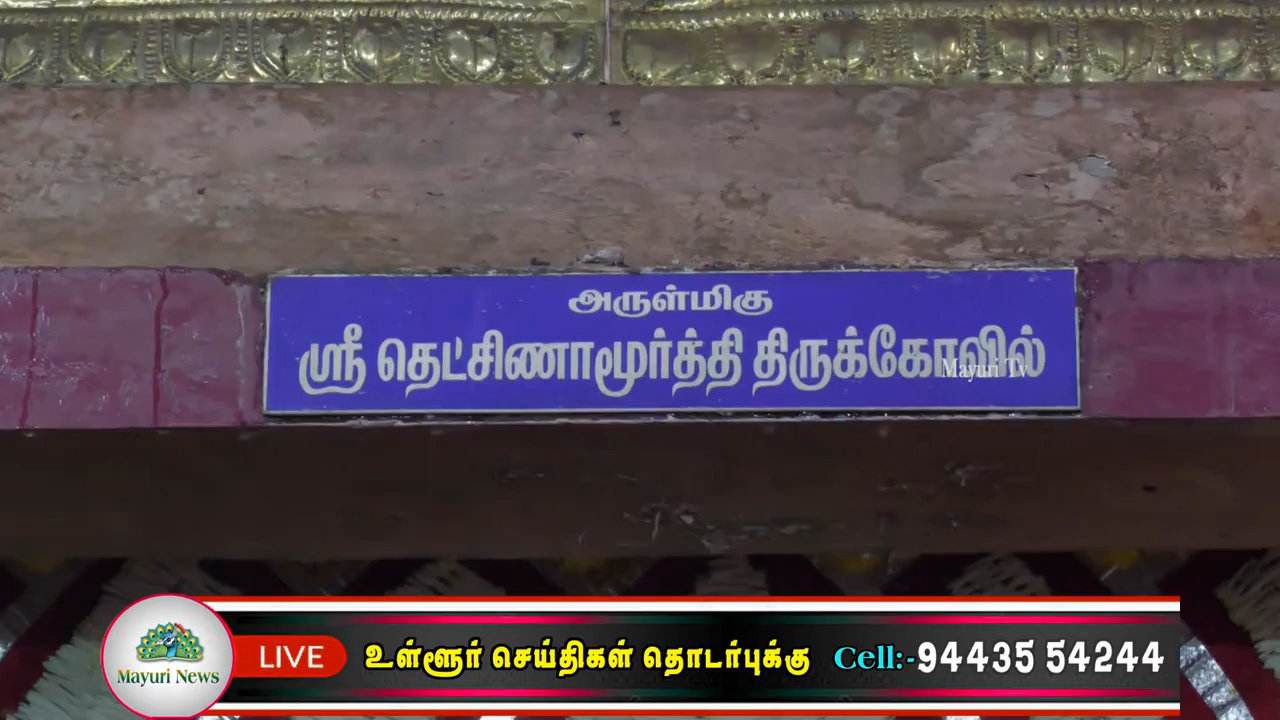 அருள்மிகு
ஸ்ரீ தெட்சிணாமூர்த்தி திருக்கோவில்
Mayuri Tv
LIVE உள்ளூர் செய்திகள் தொடர்புக்கு Cell:-94435 54244
Mayuri News